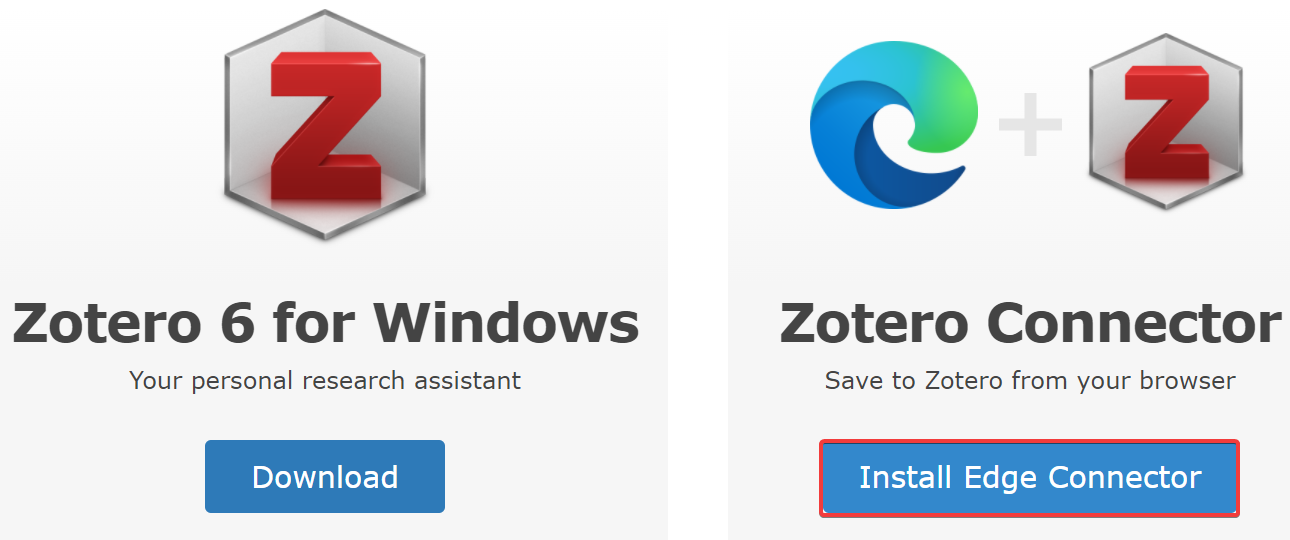 Zotero 6 for Windows
Your personal research assistant
Download
Zotero Connector
Save to Zotero from your browser
Install Edge Connector